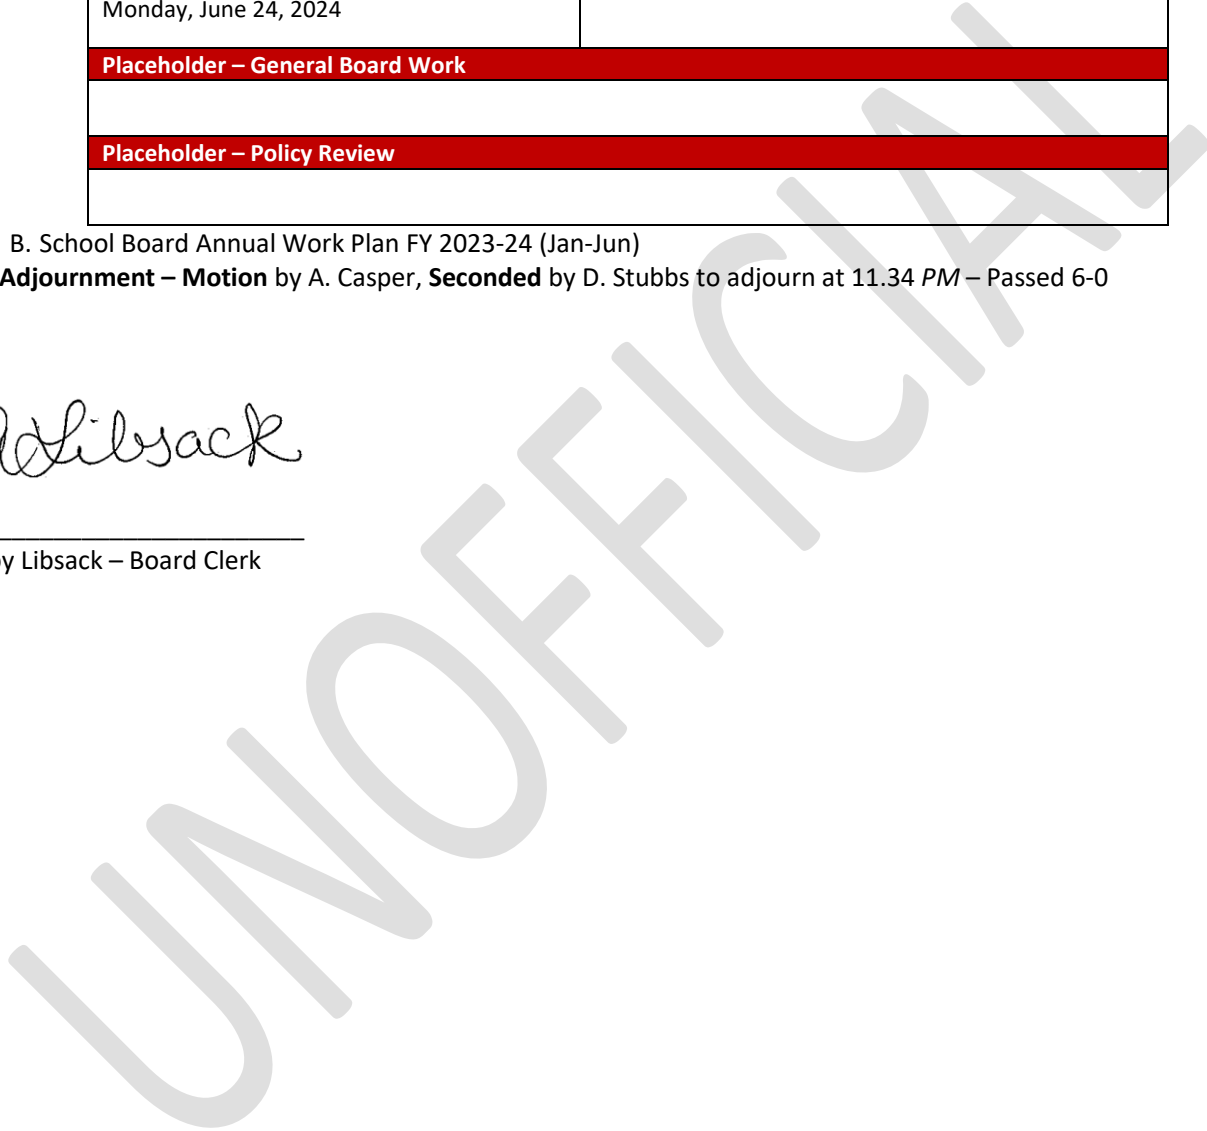 Monday, June 24, 2024
Placeholder – General Board Work
Placeholder – Policy Review
B. School Board Annual Work Plan FY 2023-24 (Jan-Jun)
Adjournment – Motion by A. Casper, Seconded by D. Stubbs to adjourn at 11.34 PM – Passed 6-0
Libsack
y Libsack – Board Clerk
UNOFFICIAL